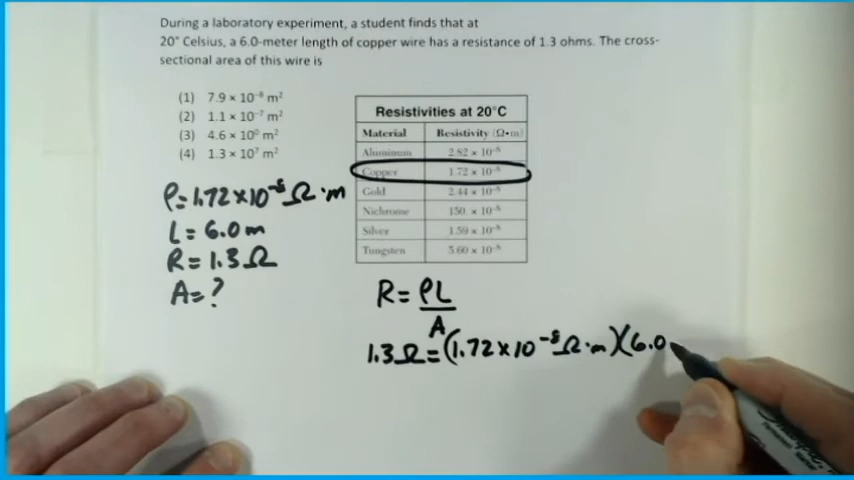 During a laboratory experiment, a student finds that at
20° Celsius, a 6.0-meter length of copper wire has a resistance of 1.3 ohms. The cross-
sectional area of this wire is
(1) 7.9 × 10⁻⁸ m²
(2) 1.1 × 10⁻⁷ m²
(3) 4.6 × 10⁰ m²
(4) 1.3 × 10⁷ m²
Resistivities at 20°C
Material Resistivity (Ω•m)
Aluminum 2.82 × 10⁻⁸
Copper 1.72 × 10⁻⁸
Gold 2.44 × 10⁻⁸
Nichrome 150. × 10⁻⁸
Silver 1.59 × 10⁻⁸
Tungsten 5.60 × 10⁻⁸
ρ=1.72×10⁻⁸Ω·m
L=6.0m
R=1.3Ω
A=?
R=ρL
A
1.3Ω=(1.72×10⁻⁸Ω·m)(6.0